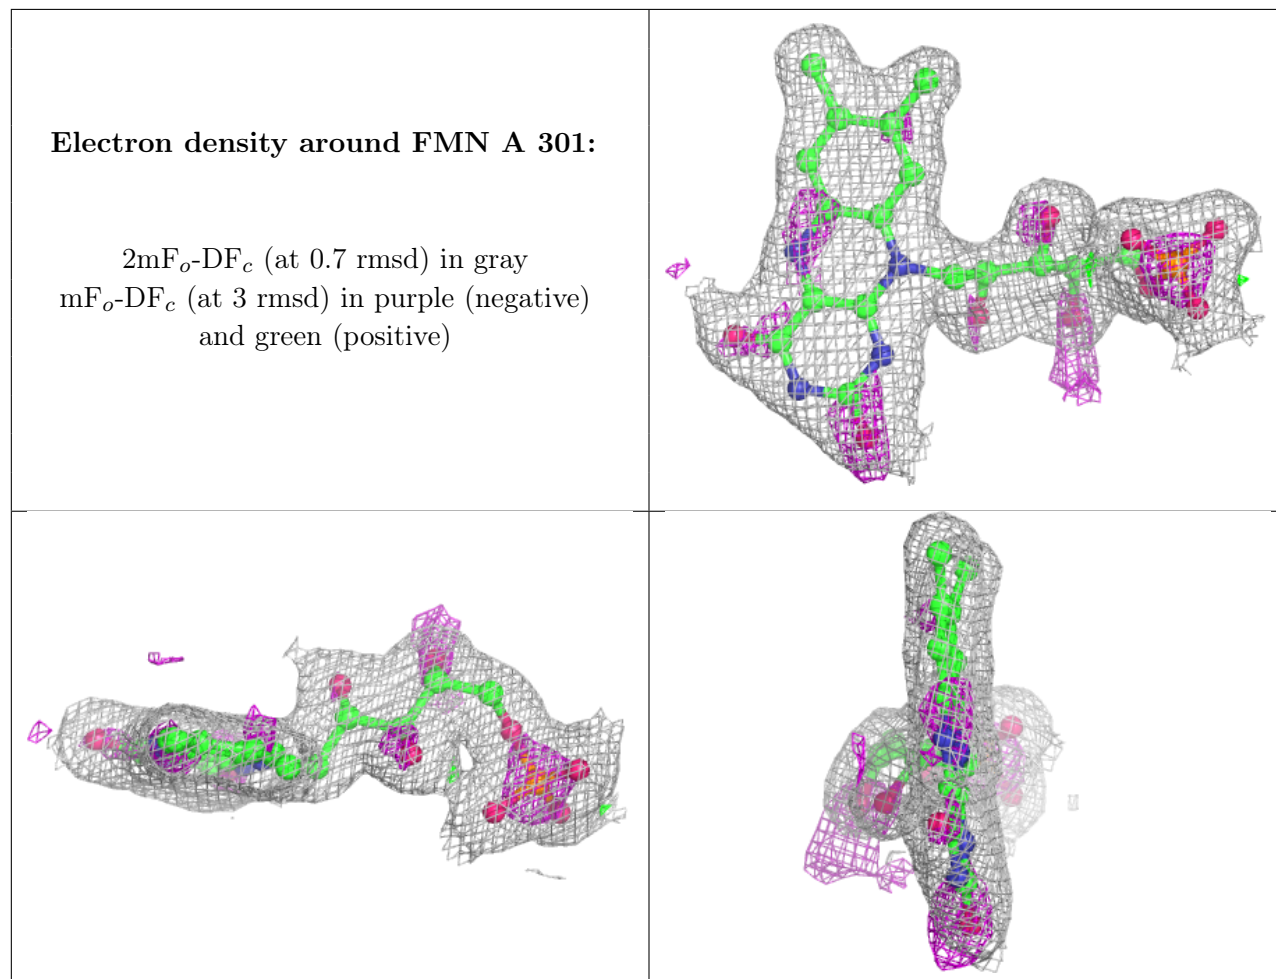 Electron density around FMN A 301:
2mFo-DFc (at 0.7 rmsd) in gray
mFo-DFc (at 3 rmsd) in purple (negative)
and green (positive)